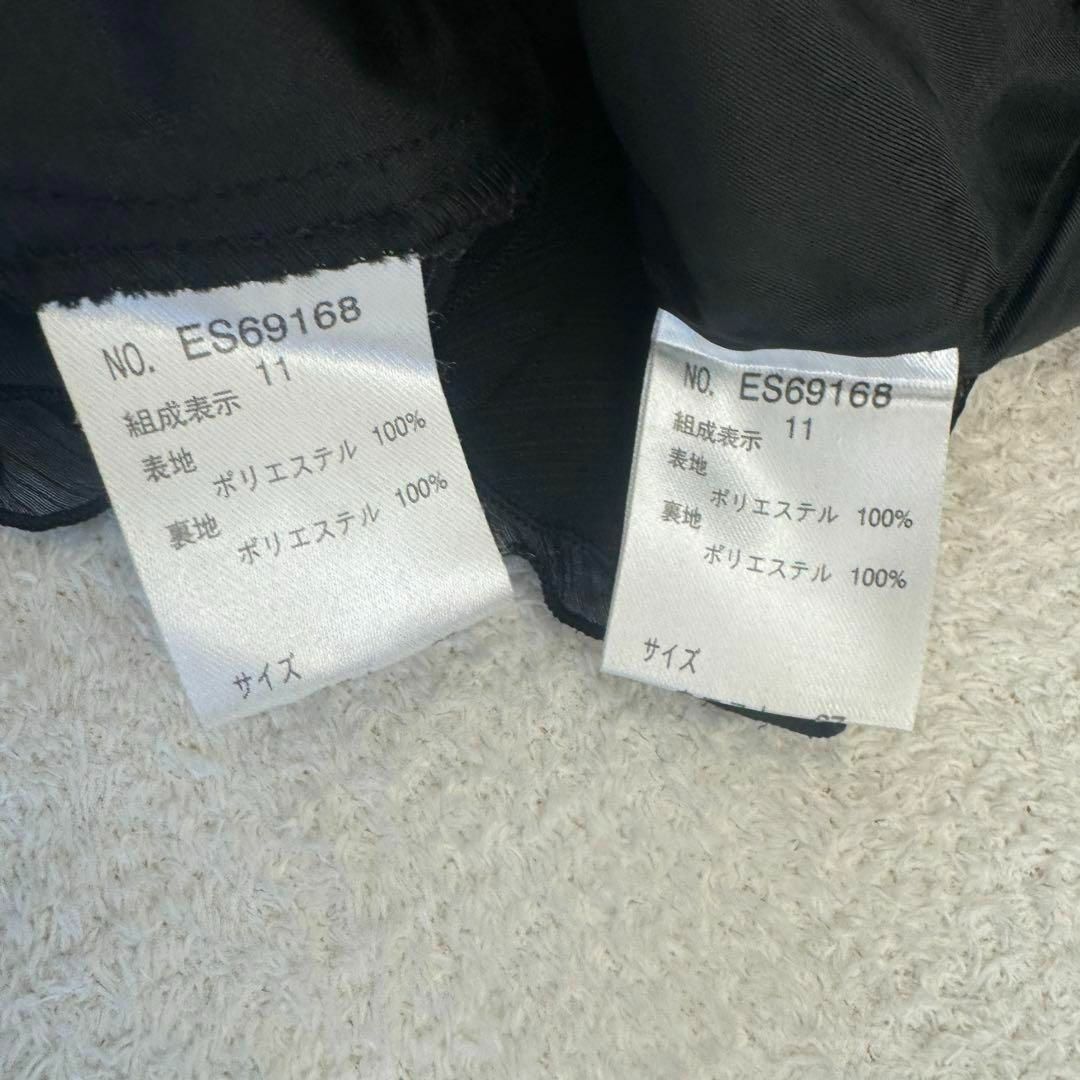 NO. ES69168
11
組成表示
表地
ポリエステル 100%
裏地
ポリエステル 100%
サイズ
NO. ES69168
11
組成表示
表地
ポリエステル 100%
裏地
ポリエステル 100%
サイズ